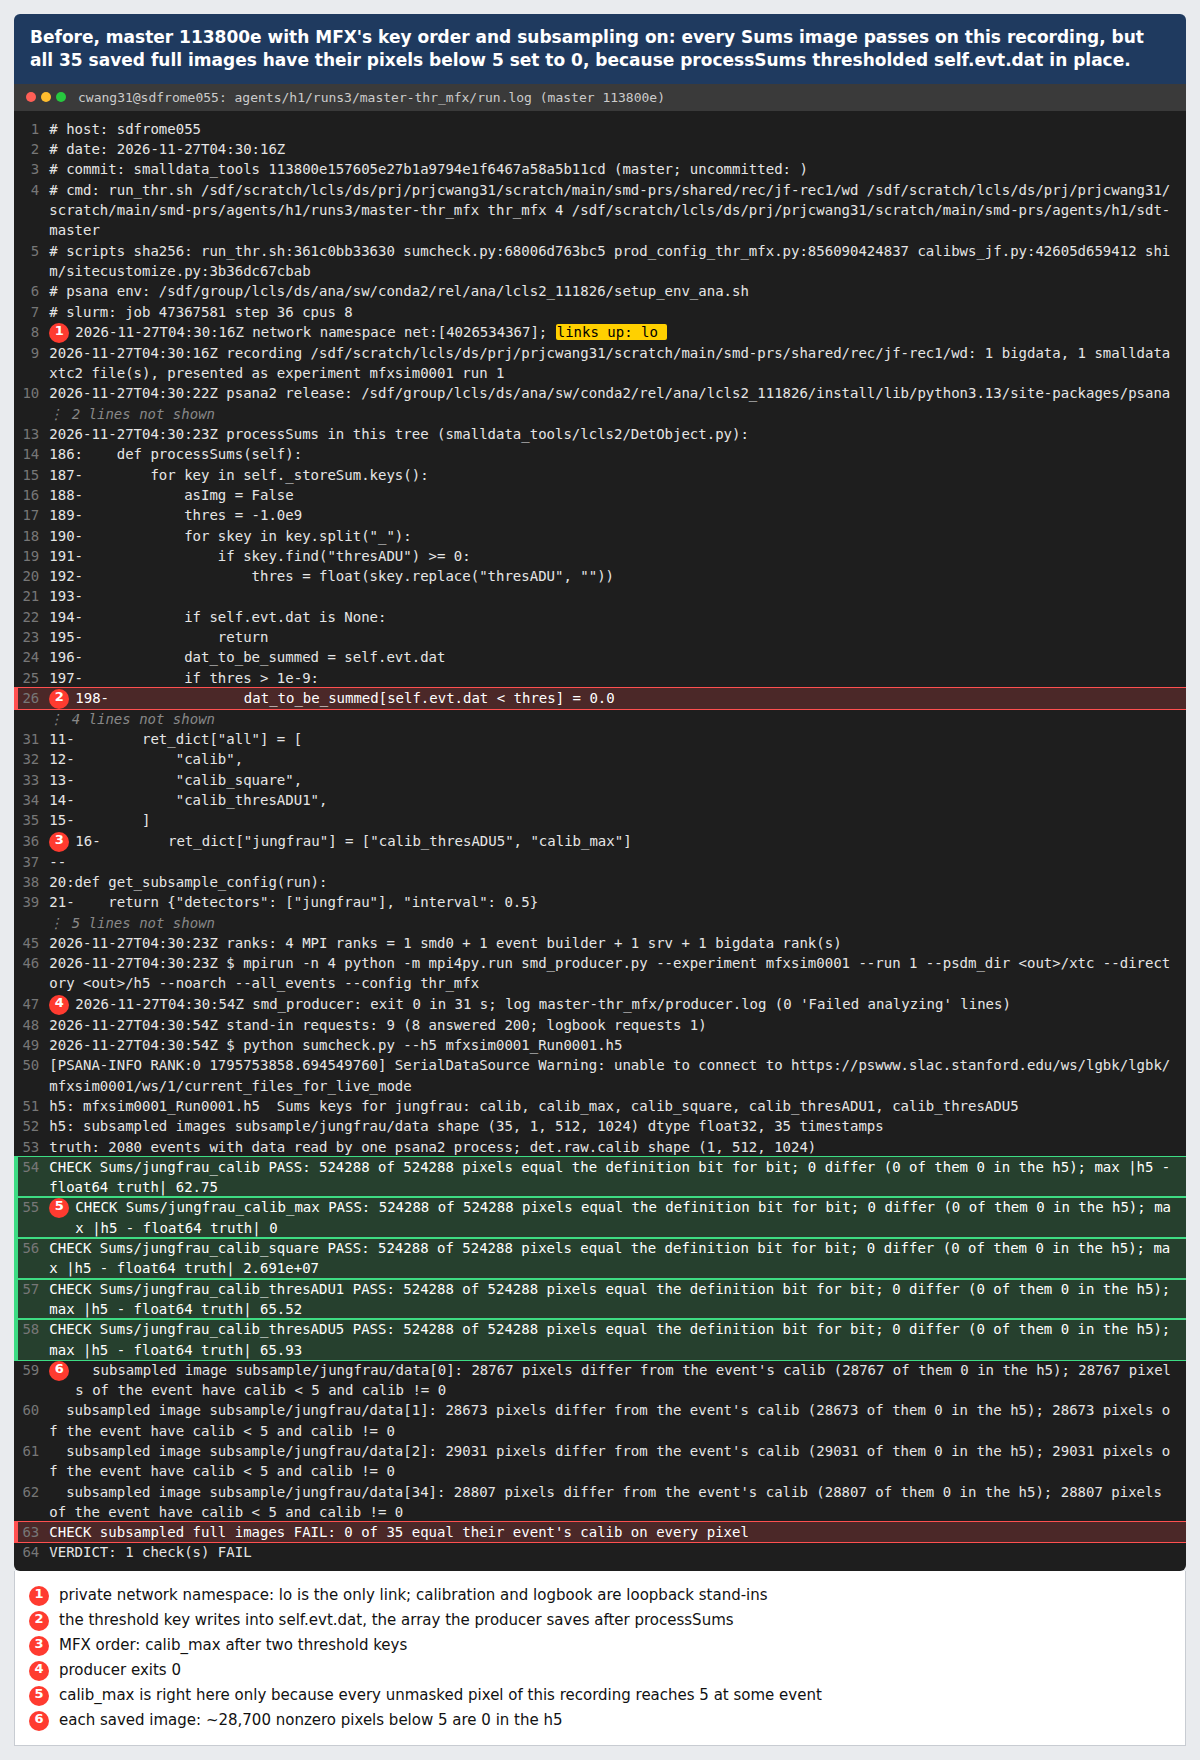 Before, master 113800e with MFX's key order and subsampling on: every Sums image passes on this recording, but
all 35 saved full images have their pixels below 5 set to 0, because processSums thresholded self.evt.dat in place.
cwang31@sdfrome055: agents/h1/runs3/master-thr_mfx/run.log (master 113800e)
1 # host: sdfrome055
2 # date: 2026-11-27T04:30:16Z
3 # commit: smalldata_tools 113800e157605e27b1a9794e1f6467a58a5b11cd (master; uncommitted: )
4 # cmd: run_thr.sh /sdf/scratch/lcls/ds/prj/prjcwang31/scratch/main/smd-prs/shared/rec/jf-rec1/wd /sdf/scratch/lcls/ds/prj/prjcwang31/
scratch/main/smd-prs/agents/h1/runs3/master-thr_mfx thr_mfx 4 /sdf/scratch/lcls/ds/prj/prjcwang31/scratch/main/smd-prs/agents/h1/sdt-
master
5 # scripts sha256: run_thr.sh:361c0bb33630 sumcheck.py:68006d763bc5 prod_config_thr_mfx.py:856090424837 calibws_jf.py:42605d659412 shi
m/sitecustomize.py:3b36dc67cbab
6 # psana env: /sdf/group/lcls/ds/ana/sw/conda2/rel/ana/lcls2_111826/setup_env_ana.sh
7 # slurm: job 47367581 step 36 cpus 8
8 1 2026-11-27T04:30:16Z network namespace net:[4026534367]; links up: lo
9 2026-11-27T04:30:16Z recording /sdf/scratch/lcls/ds/prj/prjcwang31/scratch/main/smd-prs/shared/rec/jf-rec1/wd: 1 bigdata, 1 smalldata
xtc2 file(s), presented as experiment mfxsim0001 run 1
10 2026-11-27T04:30:22Z psana2 release: /sdf/group/lcls/ds/ana/sw/conda2/rel/ana/lcls2_111826/install/lib/python3.13/site-packages/psana
⋮ 2 lines not shown
13 2026-11-27T04:30:23Z processSums in this tree (smalldata_tools/lcls2/DetObject.py):
14 186:    def processSums(self):
15 187-        for key in self._storeSum.keys():
16 188-            asImg = False
17 189-            thres = -1.0e9
18 190-            for skey in key.split("_"):
19 191-                if skey.find("thresADU") >= 0:
20 192-                    thres = float(skey.replace("thresADU", ""))
21 193-
22 194-            if self.evt.dat is None:
23 195-                return
24 196-            dat_to_be_summed = self.evt.dat
25 197-            if thres > 1e-9:
26 2 198-                dat_to_be_summed[self.evt.dat < thres] = 0.0
⋮ 4 lines not shown
31 11-        ret_dict["all"] = [
32 12-            "calib",
33 13-            "calib_square",
34 14-            "calib_thresADU1",
35 15-        ]
36 3 16-        ret_dict["jungfrau"] = ["calib_thresADU5", "calib_max"]
37 --
38 20:def get_subsample_config(run):
39 21-    return {"detectors": ["jungfrau"], "interval": 0.5}
⋮ 5 lines not shown
45 2026-11-27T04:30:23Z ranks: 4 MPI ranks = 1 smd0 + 1 event builder + 1 srv + 1 bigdata rank(s)
46 2026-11-27T04:30:23Z $ mpirun -n 4 python -m mpi4py.run smd_producer.py --experiment mfxsim0001 --run 1 --psdm_dir <out>/xtc --direct
ory <out>/h5 --noarch --all_events --config thr_mfx
47 4 2026-11-27T04:30:54Z smd_producer: exit 0 in 31 s; log master-thr_mfx/producer.log (0 'Failed analyzing' lines)
48 2026-11-27T04:30:54Z stand-in requests: 9 (8 answered 200; logbook requests 1)
49 2026-11-27T04:30:54Z $ python sumcheck.py --h5 mfxsim0001_Run0001.h5
50 [PSANA-INFO RANK:0 1795753858.694549760] SerialDataSource Warning: unable to connect to https://pswww.slac.stanford.edu/ws/lgbk/lgbk/
mfxsim0001/ws/1/current_files_for_live_mode
51 h5: mfxsim0001_Run0001.h5  Sums keys for jungfrau: calib, calib_max, calib_square, calib_thresADU1, calib_thresADU5
52 h5: subsampled images subsample/jungfrau/data shape (35, 1, 512, 1024) dtype float32, 35 timestamps
53 truth: 2080 events with data read by one psana2 process; det.raw.calib shape (1, 512, 1024)
54 CHECK Sums/jungfrau_calib PASS: 524288 of 524288 pixels equal the definition bit for bit; 0 differ (0 of them 0 in the h5); max |h5 -
float64 truth| 62.75
55 5 CHECK Sums/jungfrau_calib_max PASS: 524288 of 524288 pixels equal the definition bit for bit; 0 differ (0 of them 0 in the h5); ma
x |h5 - float64 truth| 0
56 CHECK Sums/jungfrau_calib_square PASS: 524288 of 524288 pixels equal the definition bit for bit; 0 differ (0 of them 0 in the h5); ma
x |h5 - float64 truth| 2.691e+07
57 CHECK Sums/jungfrau_calib_thresADU1 PASS: 524288 of 524288 pixels equal the definition bit for bit; 0 differ (0 of them 0 in the h5);
max |h5 - float64 truth| 65.52
58 CHECK Sums/jungfrau_calib_thresADU5 PASS: 524288 of 524288 pixels equal the definition bit for bit; 0 differ (0 of them 0 in the h5);
max |h5 - float64 truth| 65.93
59 6   subsampled image subsample/jungfrau/data[0]: 28767 pixels differ from the event's calib (28767 of them 0 in the h5); 28767 pixel
s of the event have calib < 5 and calib != 0
60   subsampled image subsample/jungfrau/data[1]: 28673 pixels differ from the event's calib (28673 of them 0 in the h5); 28673 pixels o
f the event have calib < 5 and calib != 0
61   subsampled image subsample/jungfrau/data[2]: 29031 pixels differ from the event's calib (29031 of them 0 in the h5); 29031 pixels o
f the event have calib < 5 and calib != 0
62   subsampled image subsample/jungfrau/data[34]: 28807 pixels differ from the event's calib (28807 of them 0 in the h5); 28807 pixels
of the event have calib < 5 and calib != 0
63 CHECK subsampled full images FAIL: 0 of 35 equal their event's calib on every pixel
64 VERDICT: 1 check(s) FAIL
1 private network namespace: lo is the only link; calibration and logbook are loopback stand-ins
2 the threshold key writes into self.evt.dat, the array the producer saves after processSums
3 MFX order: calib_max after two threshold keys
4 producer exits 0
5 calib_max is right here only because every unmasked pixel of this recording reaches 5 at some event
6 each saved image: ~28,700 nonzero pixels below 5 are 0 in the h5